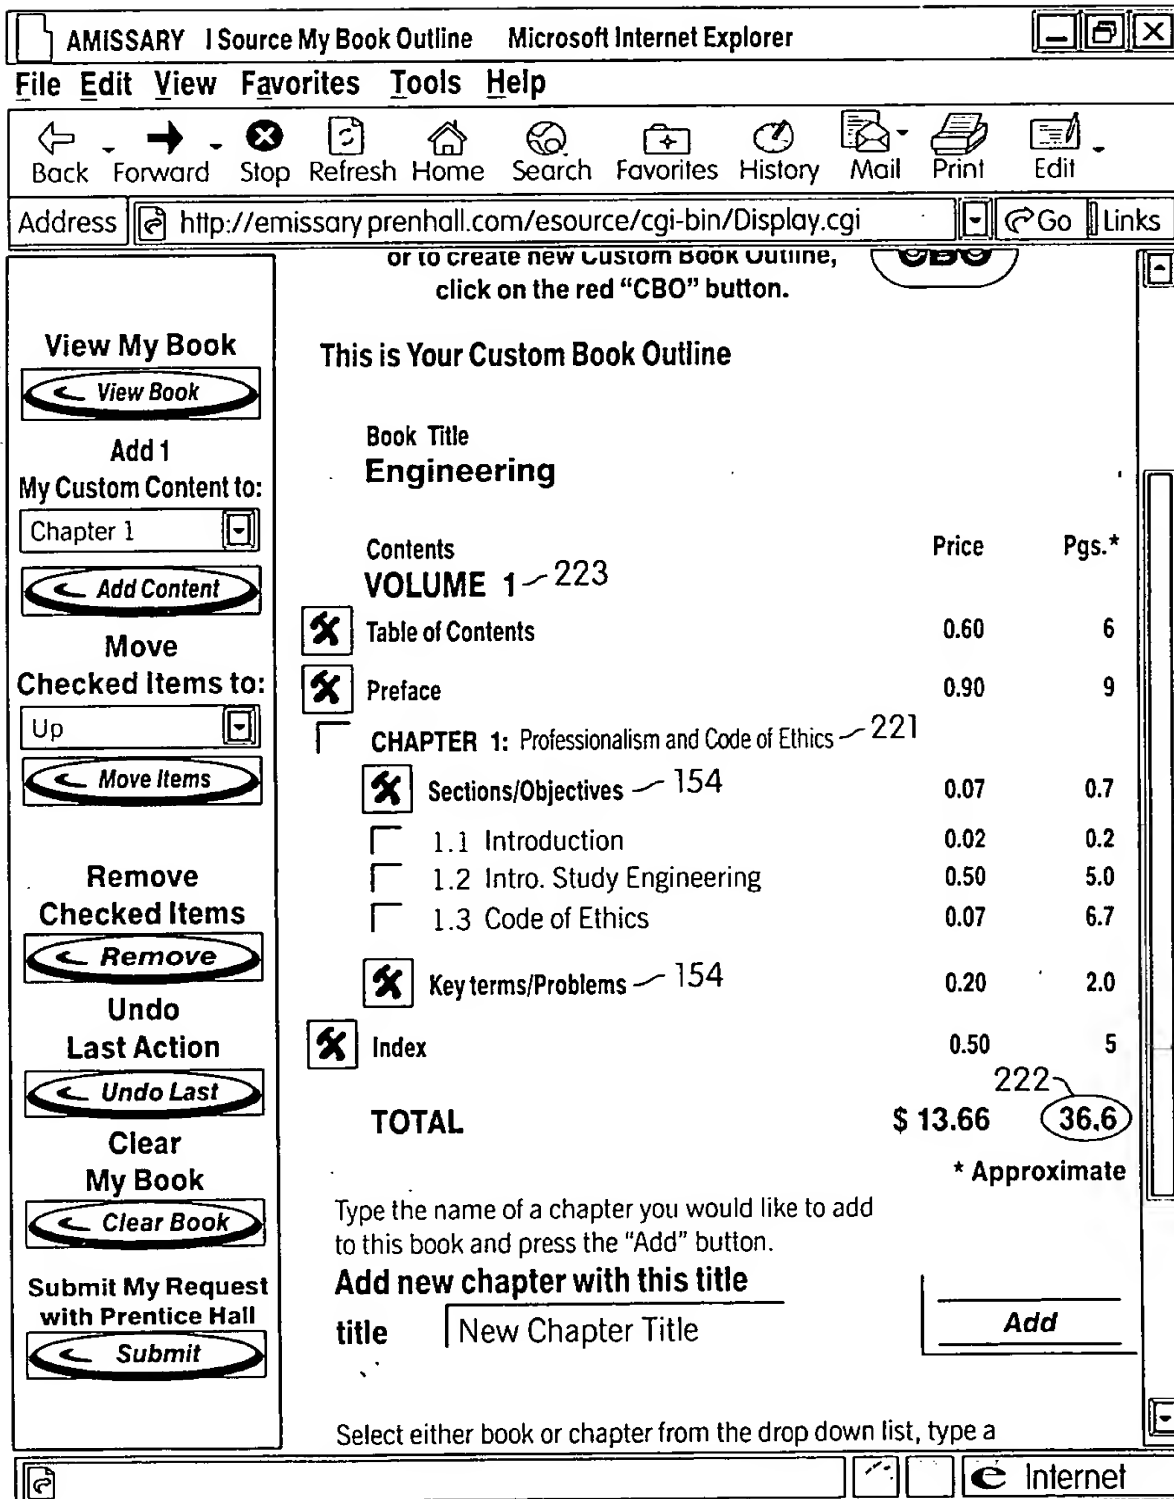 AMISSARY I Source My Book Outline Microsoft Internet Explorer
File Edit View Favorites Tools Help
Back Forward Stop Refresh Home Search Favorites History Mail Print Edit
Address http://emissary prenhall.com/esource/cgi-bin/Display.cgi Go Links
or to create new Custom Book Outline,
click on the red “CBO” button.
CBO
View My Book
View Book
Add 1
My Custom Content to:
Chapter 1
Add Content
Move
Checked Items to:
Up
Move Items
Remove
Checked Items
Remove
Undo
Last Action
Undo Last
Clear
My Book
Clear Book
Submit My Request
with Prentice Hall
Submit
This is Your Custom Book Outline
Book Title
Engineering
Contents Price Pgs.*
VOLUME 1 223
Table of Contents 0.60 6
Preface 0.90 9
CHAPTER 1: Professionalism and Code of Ethics 221
Sections/Objectives 154 0.07 0.7
1.1 Introduction 0.02 0.2
1.2 Intro. Study Engineering 0.50 5.0
1.3 Code of Ethics 0.07 6.7
Key terms/Problems 154 0.20 2.0
Index 0.50 5
222
TOTAL $ 13.66 36.6
* Approximate
Type the name of a chapter you would like to add
to this book and press the “Add” button.
Add new chapter with this title
title New Chapter Title Add
Select either book or chapter from the drop down list, type a
Internet